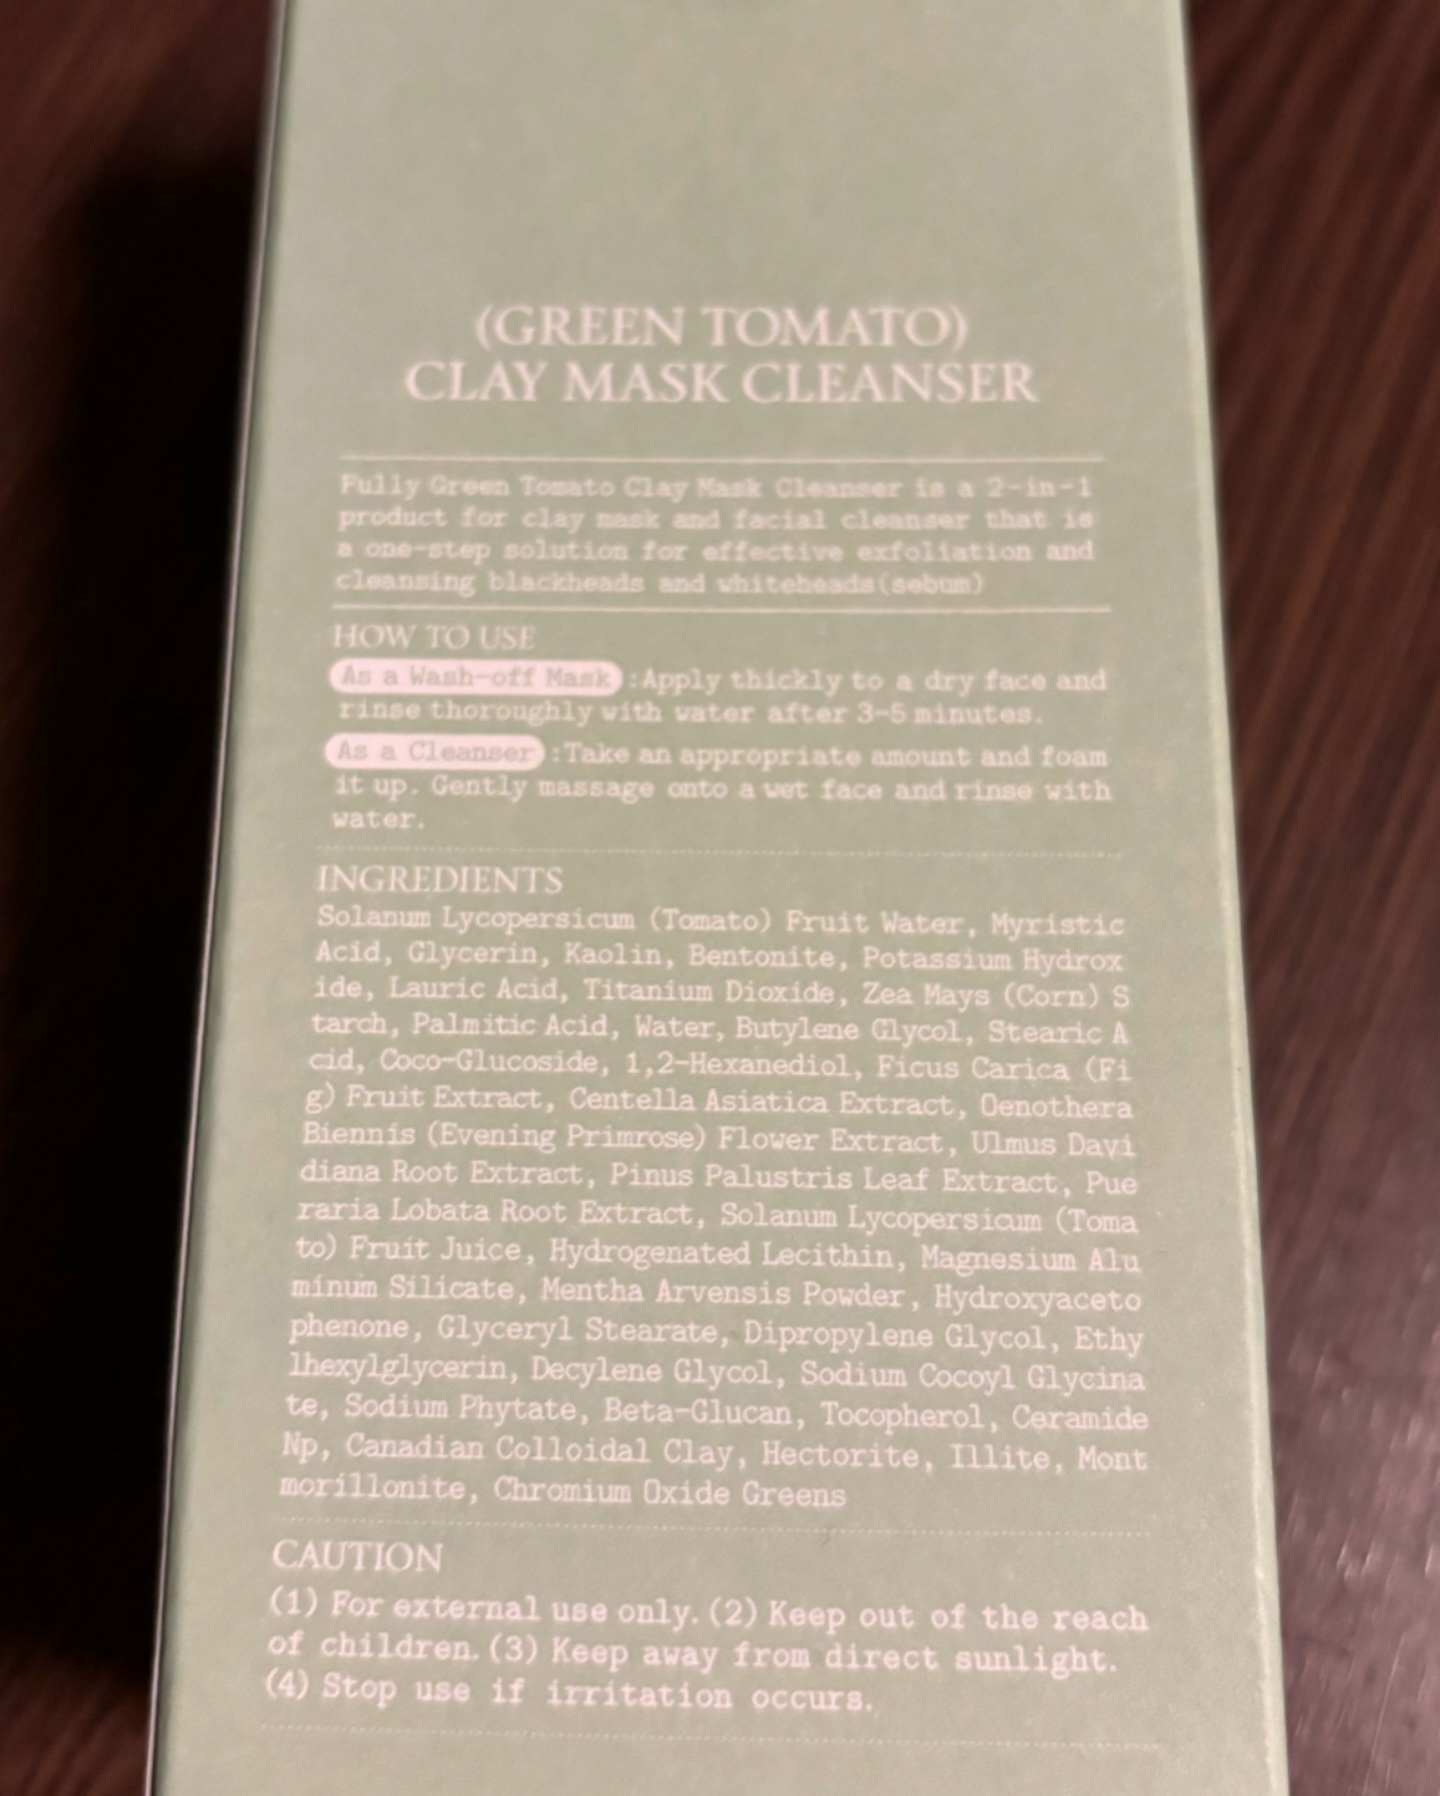 (GREEN TOMATO)
CLAY MASK CLEANSER
Fully Green Tomato Clay Mask Cleanser is a 2-in-1
product for clay mask and facial cleanser that is
a one-step solution for effective exfoliation and
cleansing blackheads and whiteheads(sebum)
HOW TO USE
As a Wash-off Mask :Apply thickly to a dry face and
rinse thoroughly with water after 3-5 minutes.
As a Cleanser :Take an appropriate amount and foam
it up. Gently massage onto a wet face and rinse with
water.
INGREDIENTS
Solanum Lycopersicum (Tomato) Fruit Water, Myristic
Acid, Glycerin, Kaolin, Bentonite, Potassium Hydrox
ide, Lauric Acid, Titanium Dioxide, Zea Mays (Corn) S
tarch, Palmitic Acid, Water, Butylene Glycol, Stearic A
cid, Coco-Glucoside, 1,2-Hexanediol, Ficus Carica (Fi
g) Fruit Extract, Centella Asiatica Extract, Oenothera
Biennis (Evening Primrose) Flower Extract, Ulmus Davi
diana Root Extract, Pinus Palustris Leaf Extract, Pue
raria Lobata Root Extract, Solanum Lycopersicum (Toma
to) Fruit Juice, Hydrogenated Lecithin, Magnesium Alu
minum Silicate, Mentha Arvensis Powder, Hydroxyaceto
phenone, Glyceryl Stearate, Dipropylene Glycol, Ethy
lhexylglycerin, Decylene Glycol, Sodium Cocoyl Glycina
te, Sodium Phytate, Beta-Glucan, Tocopherol, Ceramide
Np, Canadian Colloidal Clay, Hectorite, Illite, Mont
morillonite, Chromium Oxide Greens
CAUTION
(1) For external use only. (2) Keep out of the reach
of children. (3) Keep away from direct sunlight.
(4) Stop use if irritation occurs.